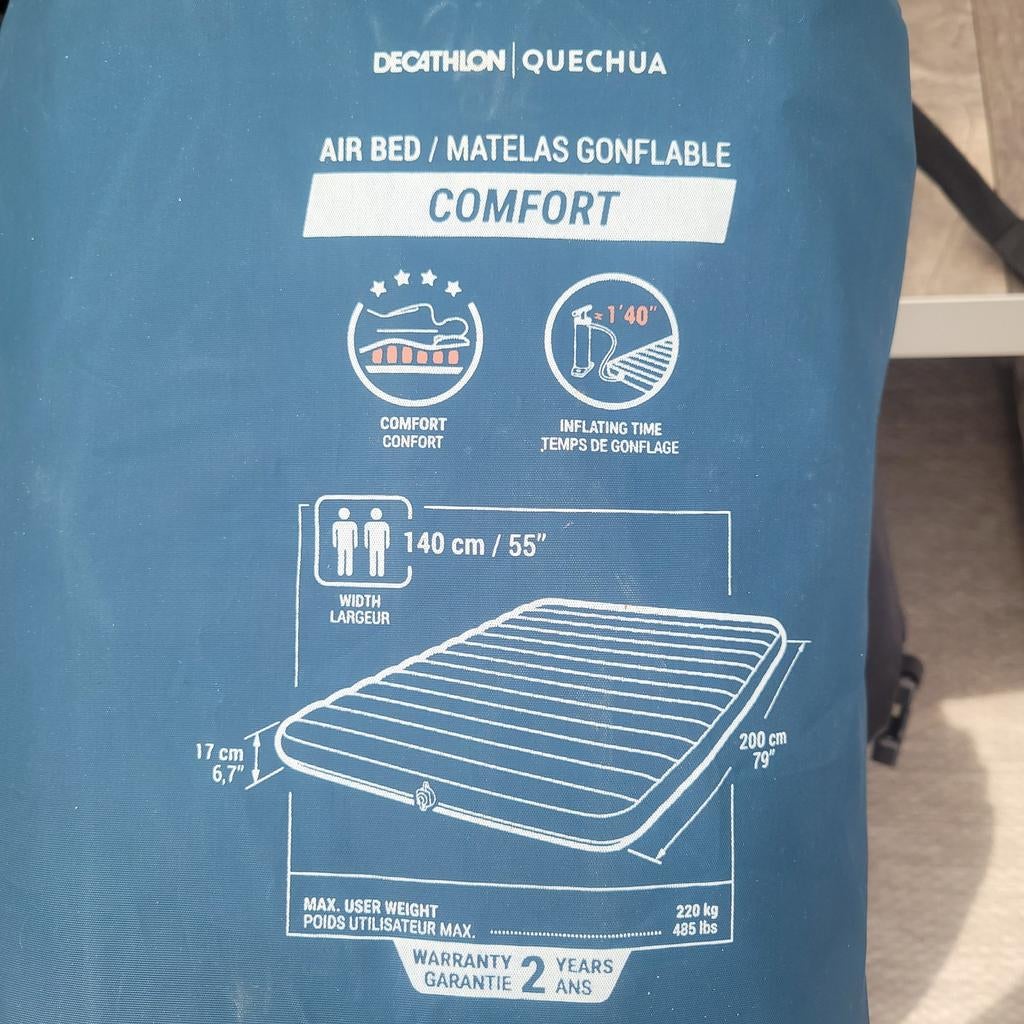 DECATHLON | QUECHUA
AIR BED / MATELAS GONFLABLE
COMFORT
≈ 1'40"
COMFORT
CONFORT
INFLATING TIME
TEMPS DE GONFLAGE
140 cm / 55"
WIDTH
LARGEUR
17 cm
6,7"
200 cm
79"
MAX. USER WEIGHT
POIDS UTILISATEUR MAX. ........................
220 kg
485 lbs
WARRANTY
GARANTIE
2
YEARS
ANS